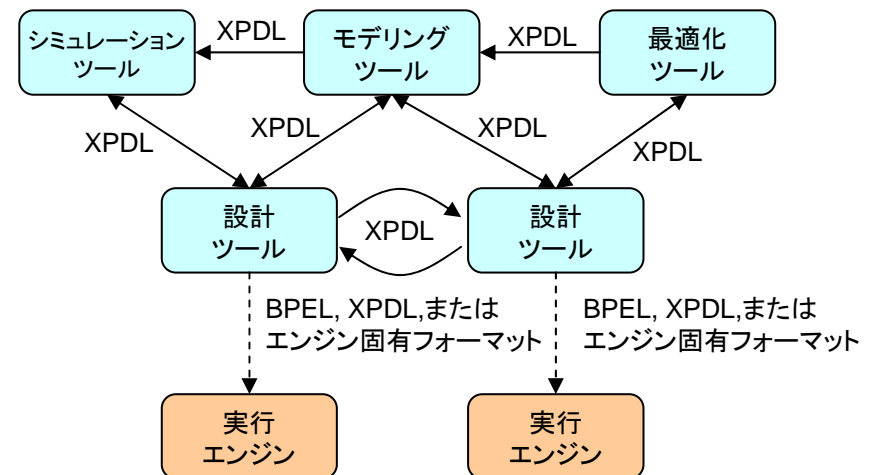 シミュレーション
ツール
XPDL
モデリング
ツール
XPDL
最適化
ツール
XPDL
XPDL
XPDL
XPDL
設計
ツール
XPDL
設計
ツール
BPEL, XPDL,または
エンジン固有フォーマット
BPEL, XPDL,または
エンジン固有フォーマット
実行
エンジン
実行
エンジン